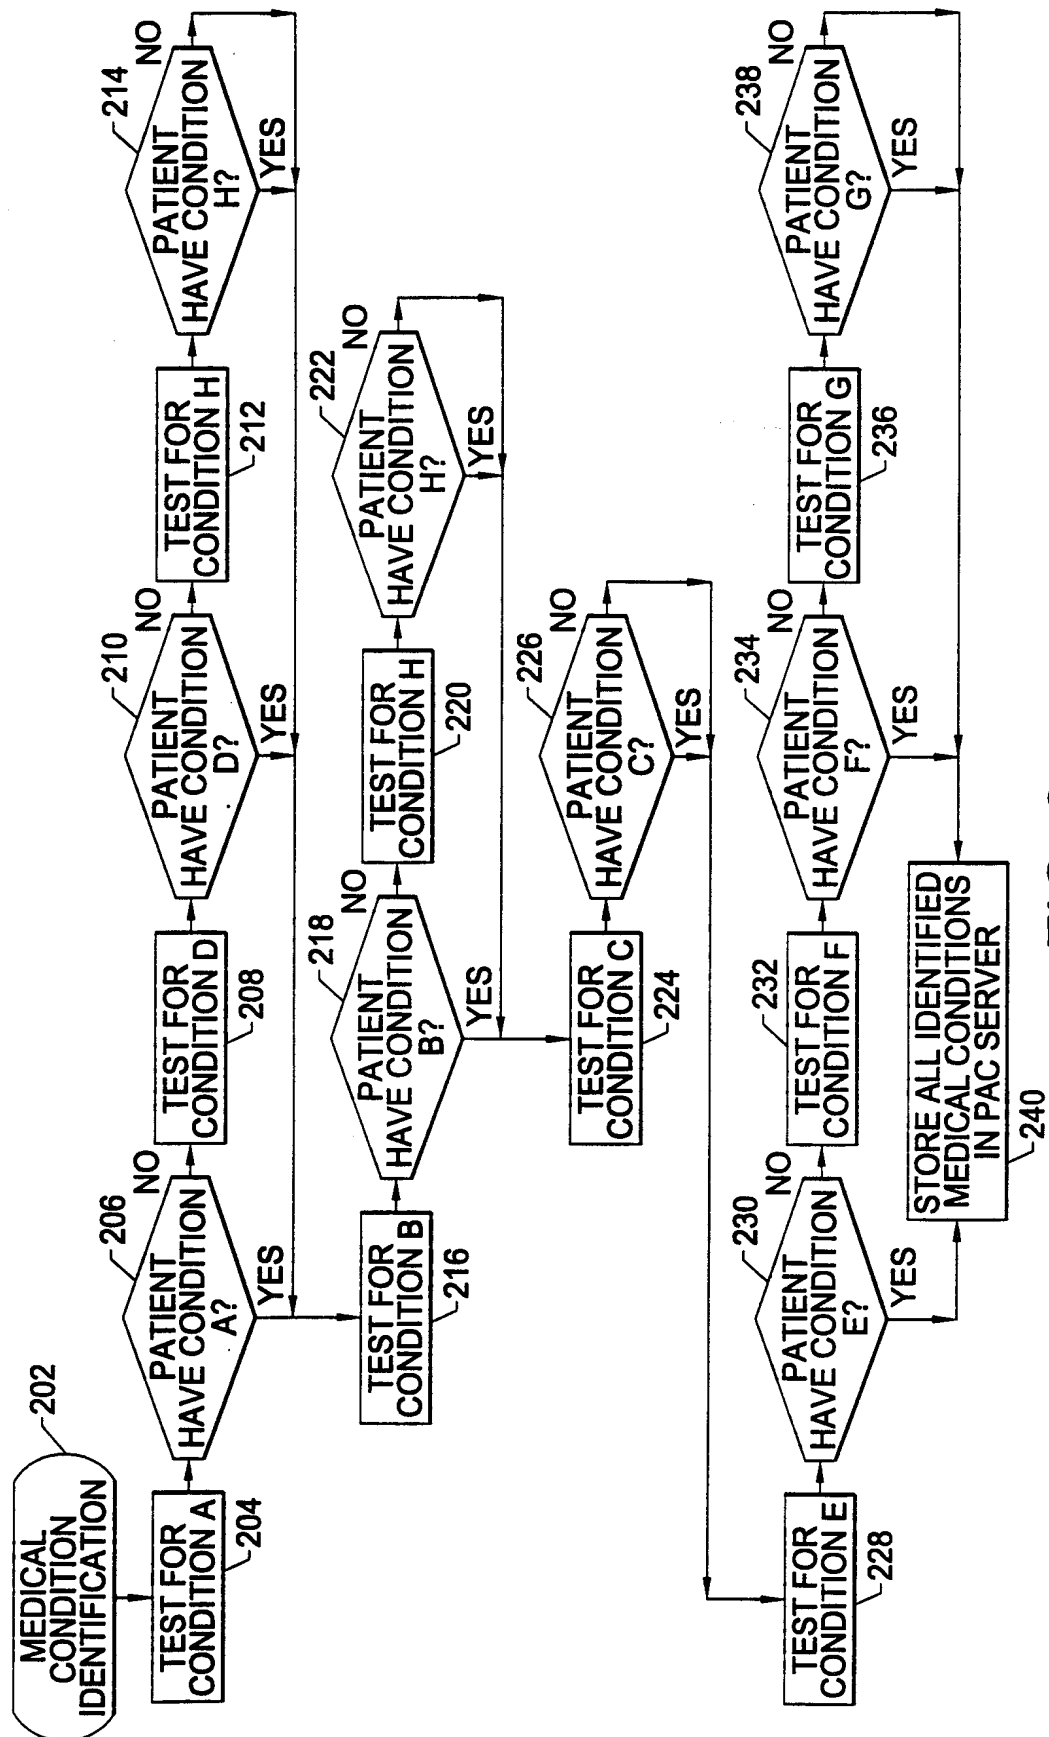 MEDICAL
CONDITION
IDENTIFICATION
202
TEST FOR
CONDITION A
204
PATIENT
HAVE CONDITION
A?
206
NO
YES
TEST FOR
CONDITION D
208
PATIENT
HAVE CONDITION
D?
210
NO
YES
TEST FOR
CONDITION H
212
PATIENT
HAVE CONDITION
H?
214
NO
YES
TEST FOR
CONDITION B
216
PATIENT
HAVE CONDITION
B?
218
NO
YES
TEST FOR
CONDITION H
220
PATIENT
HAVE CONDITION
H?
222
NO
YES
TEST FOR
CONDITION C
224
PATIENT
HAVE CONDITION
C?
226
NO
YES
TEST FOR
CONDITION E
228
PATIENT
HAVE CONDITION
E?
230
NO
YES
TEST FOR
CONDITION F
232
PATIENT
HAVE CONDITION
F?
234
NO
YES
TEST FOR
CONDITION G
236
PATIENT
HAVE CONDITION
G?
238
NO
YES
STORE ALL IDENTIFIED
MEDICAL CONDITIONS
IN PAC SERVER
240